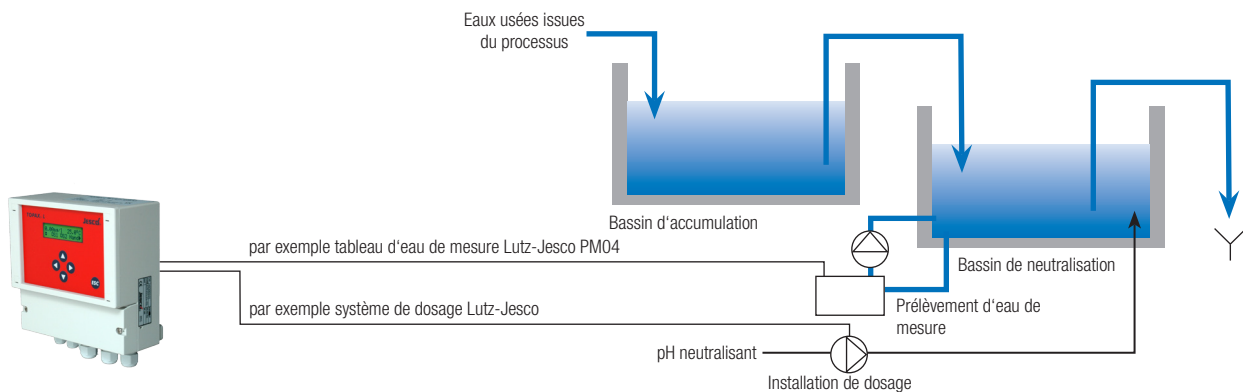 Eaux usées issues
du processus
Bassin d'accumulation
par exemple tableau d'eau de mesure Lutz-Jesco PM04
Bassin de neutralisation
par exemple système de dosage Lutz-Jesco
Prélèvement d'eau de
mesure
pH neutralisant
Installation de dosage